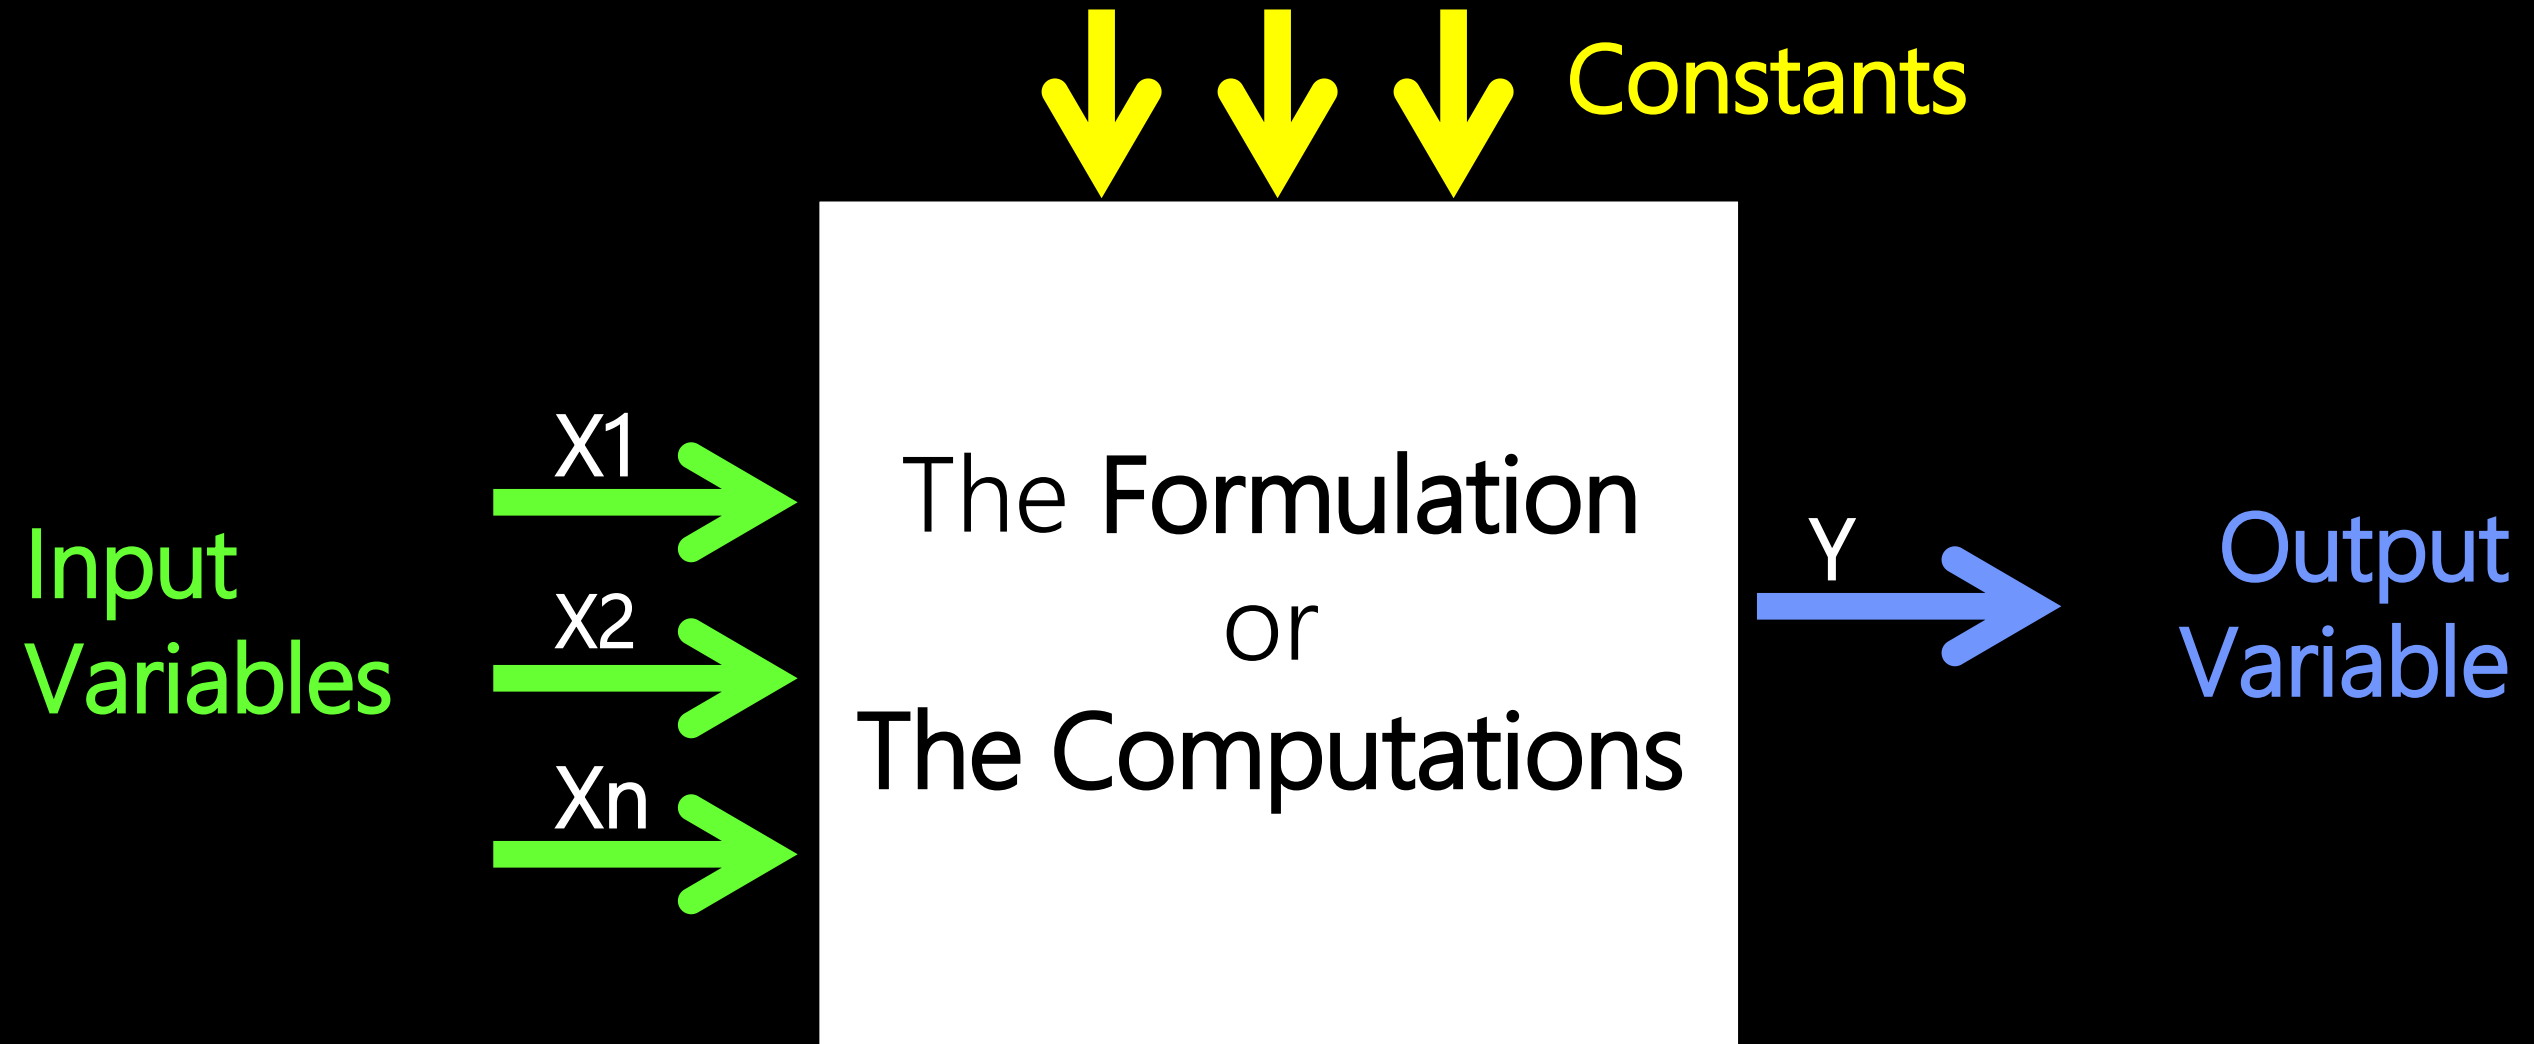 Constants
X1
The Formulation
Input
Variables
X2
or
Y
Output
Variable
Xn
The Computations